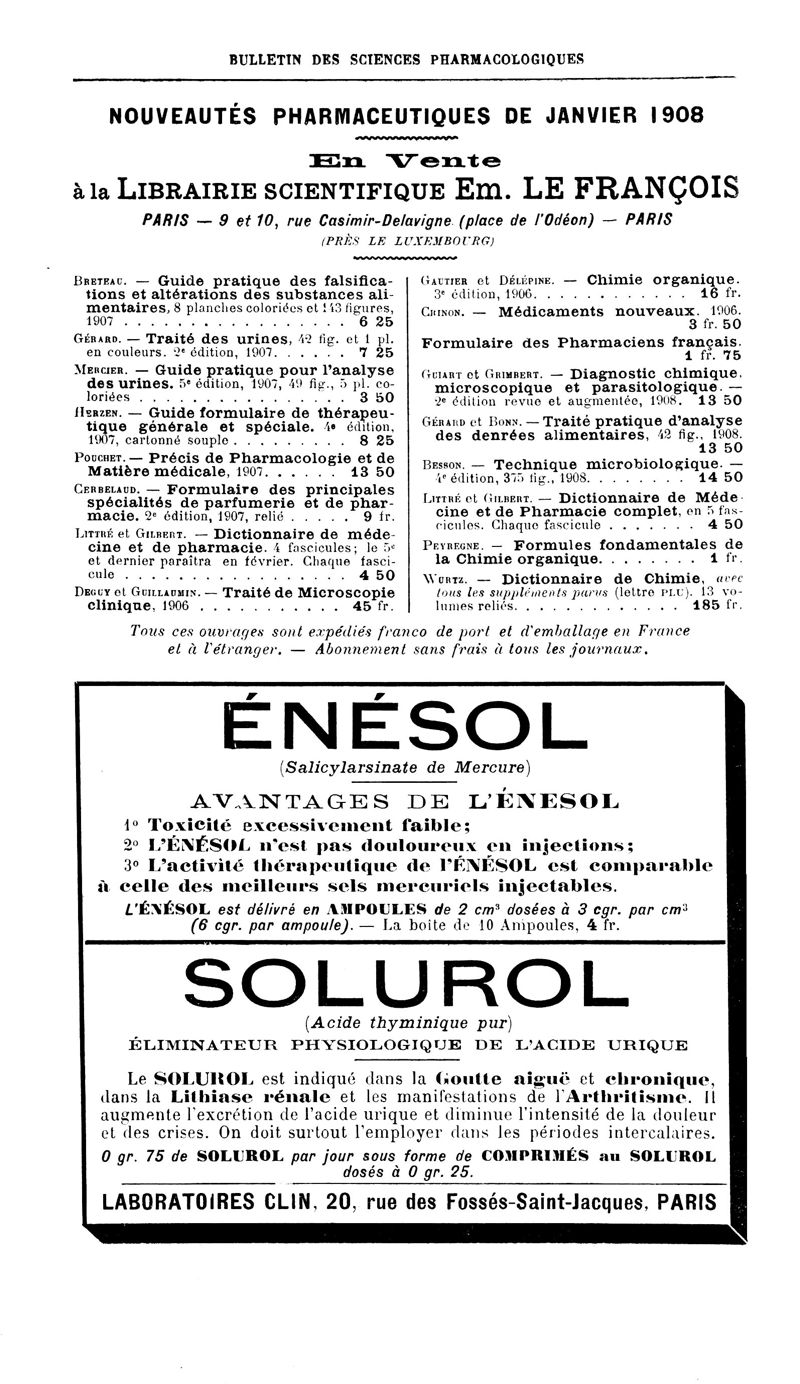 BULLETIN DES SCIENCES PHARMACOLOGIQUES
NOUVEAUTÉS PHARMACEUTIQUES DE JANVIER 1908
En Vente
à la LIBRAIRIE SCIENTIFIQUE Em. LE FRANÇOIS
PARIS — 9 et 10, rue Casimir-Delavigne (place de l'Odéon) — PARIS
(PRÈS LE LUXEMBOURG)
BRETEAU. — Guide pratique des falsifica-
tions et altérations des substances ali-
mentaires, 8 planches coloriées et 143 figures,
1907 . . . . . . . . . . . . . . . . 6 25
GÉRARD. — Traité des urines, 42 fig. et 1 pl.
en couleurs. 2e édition, 1907. . . . . . 7 25
MERCIER. — Guide pratique pour l'analyse
des urines. 5e édition, 1907, 49 fig., 5 pl. co-
loriées . . . . . . . . . . . . . . . 3 50
HERZEN. — Guide formulaire de thérapeu-
tique générale et spéciale. 4e édition,
1907, cartonné souple . . . . . . . . . 8 25
POUCHET. — Précis de Pharmacologie et de
Matière médicale, 1907. . . . . . 13 50
CERBELAUD. — Formulaire des principales
spécialités de parfumerie et de phar-
macie. 2e édition, 1907, relié . . . . . 9 fr.
LITTRÉ et GILBERT. — Dictionnaire de méde-
cine et de pharmacie. 4 fascicules; le 5e
et dernier paraîtra en février. Chaque fasci-
cule . . . . . . . . . . . . . . . . 4 50
DEGUY et GUILLAUMIN. — Traité de Microscopie
clinique, 1906 . . . . . . . . . . . 45 fr.
GAUTIER et DÉLÉPINE. — Chimie organique.
3e édition, 1906. . . . . . . . . . . . 16 fr.
CRINON. — Médicaments nouveaux. 1906.
3 fr. 50
Formulaire des Pharmaciens français.
1 fr. 75
GUIART et GRIMBERT. — Diagnostic chimique,
microscopique et parasitologique. —
2e édition revue et augmentée, 1908. 13 50
GÉRARD et BONN. — Traité pratique d'analyse
des denrées alimentaires, 42 fig., 1908.
13 50
BESSON. — Technique microbiologique. —
4e édition, 375 fig., 1908. . . . . . . . 14 50
LITTRÉ et GILBERT. — Dictionnaire de Méde-
cine et de Pharmacie complet, en 5 fas-
cicules. Chaque fascicule . . . . . . . 4 50
PEYREGNE. — Formules fondamentales de
la Chimie organique. . . . . . . . 1 fr.
WURTZ. — Dictionnaire de Chimie, avec
tous les suppléments parus (lettre PLU). 13 vo-
lumes reliés. . . . . . . . . . . . . 185 fr.
Tous ces ouvrages sont expédiés franco de port et d'emballage en France
et à l'étranger. — Abonnement sans frais à tous les journaux.
ÉNÉSOL
(Salicylarsinate de Mercure)
AVANTAGES DE L'ÉNESOL
1o Toxicité excessivement faible;
2o L'ÉNÉSOL n'est pas douloureux en injections;
3o L'activité thérapeutique de l'ÉNÉSOL est comparable
à celle des meilleurs sels mercuriels injectables.
L'ÉNÉSOL est délivré en AMPOULES de 2 cm³ dosées à 3 cgr. par cm³
(6 cgr. par ampoule). — La boîte de 10 Ampoules, 4 fr.
SOLUROL
(Acide thyminique pur)
ÉLIMINATEUR PHYSIOLOGIQUE DE L'ACIDE URIQUE
Le SOLUROL est indiqué dans la Goutte aiguë et chronique,
dans la Lithiase rénale et les manifestations de l'Arthritisme. Il
augmente l'excrétion de l'acide urique et diminue l'intensité de la douleur
et des crises. On doit surtout l'employer dans les périodes intercalaires.
0 gr. 75 de SOLUROL par jour sous forme de COMPRIMÉS au SOLUROL
dosés à 0 gr. 25.
LABORATOIRES CLIN, 20, rue des Fossés-Saint-Jacques, PARIS